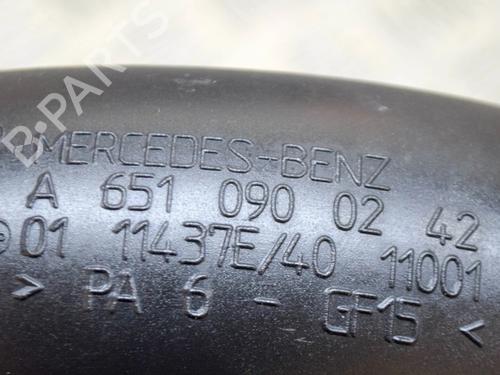 MERCEDES-BENZ
A 651 090 02 42
01 11437E/40 11001
> PA 6 - GF15 <
B-PARTS